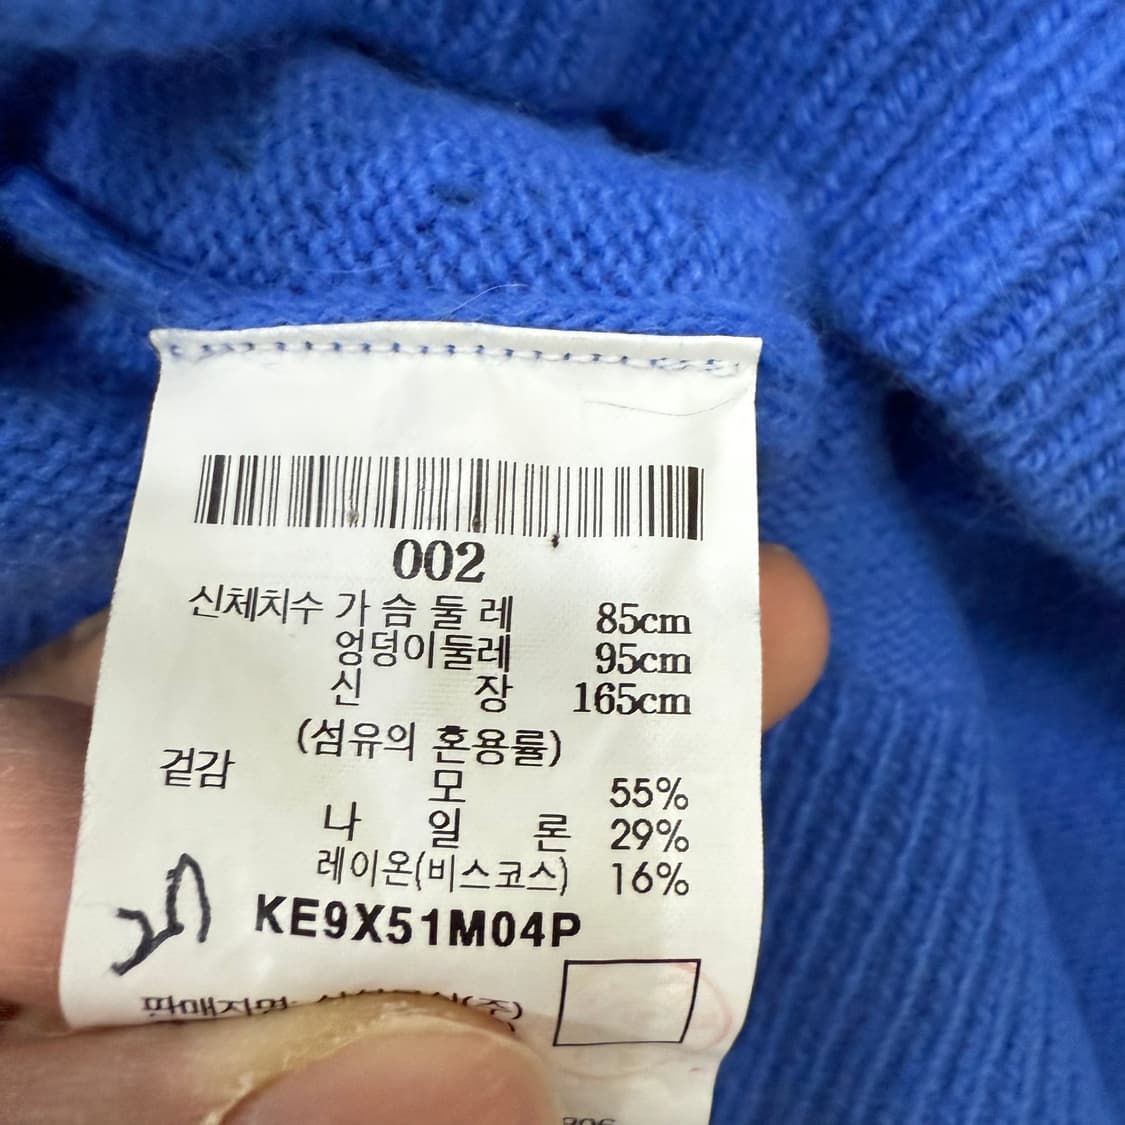 002
신체치수 가 슴 둘 레 85cm
엉덩이둘레 95cm
신 장 165cm
(섬유의 혼용률)
겉감
모 55%
나 일 론 29%
레이온(비스코스) 16%
KE9X51M04P